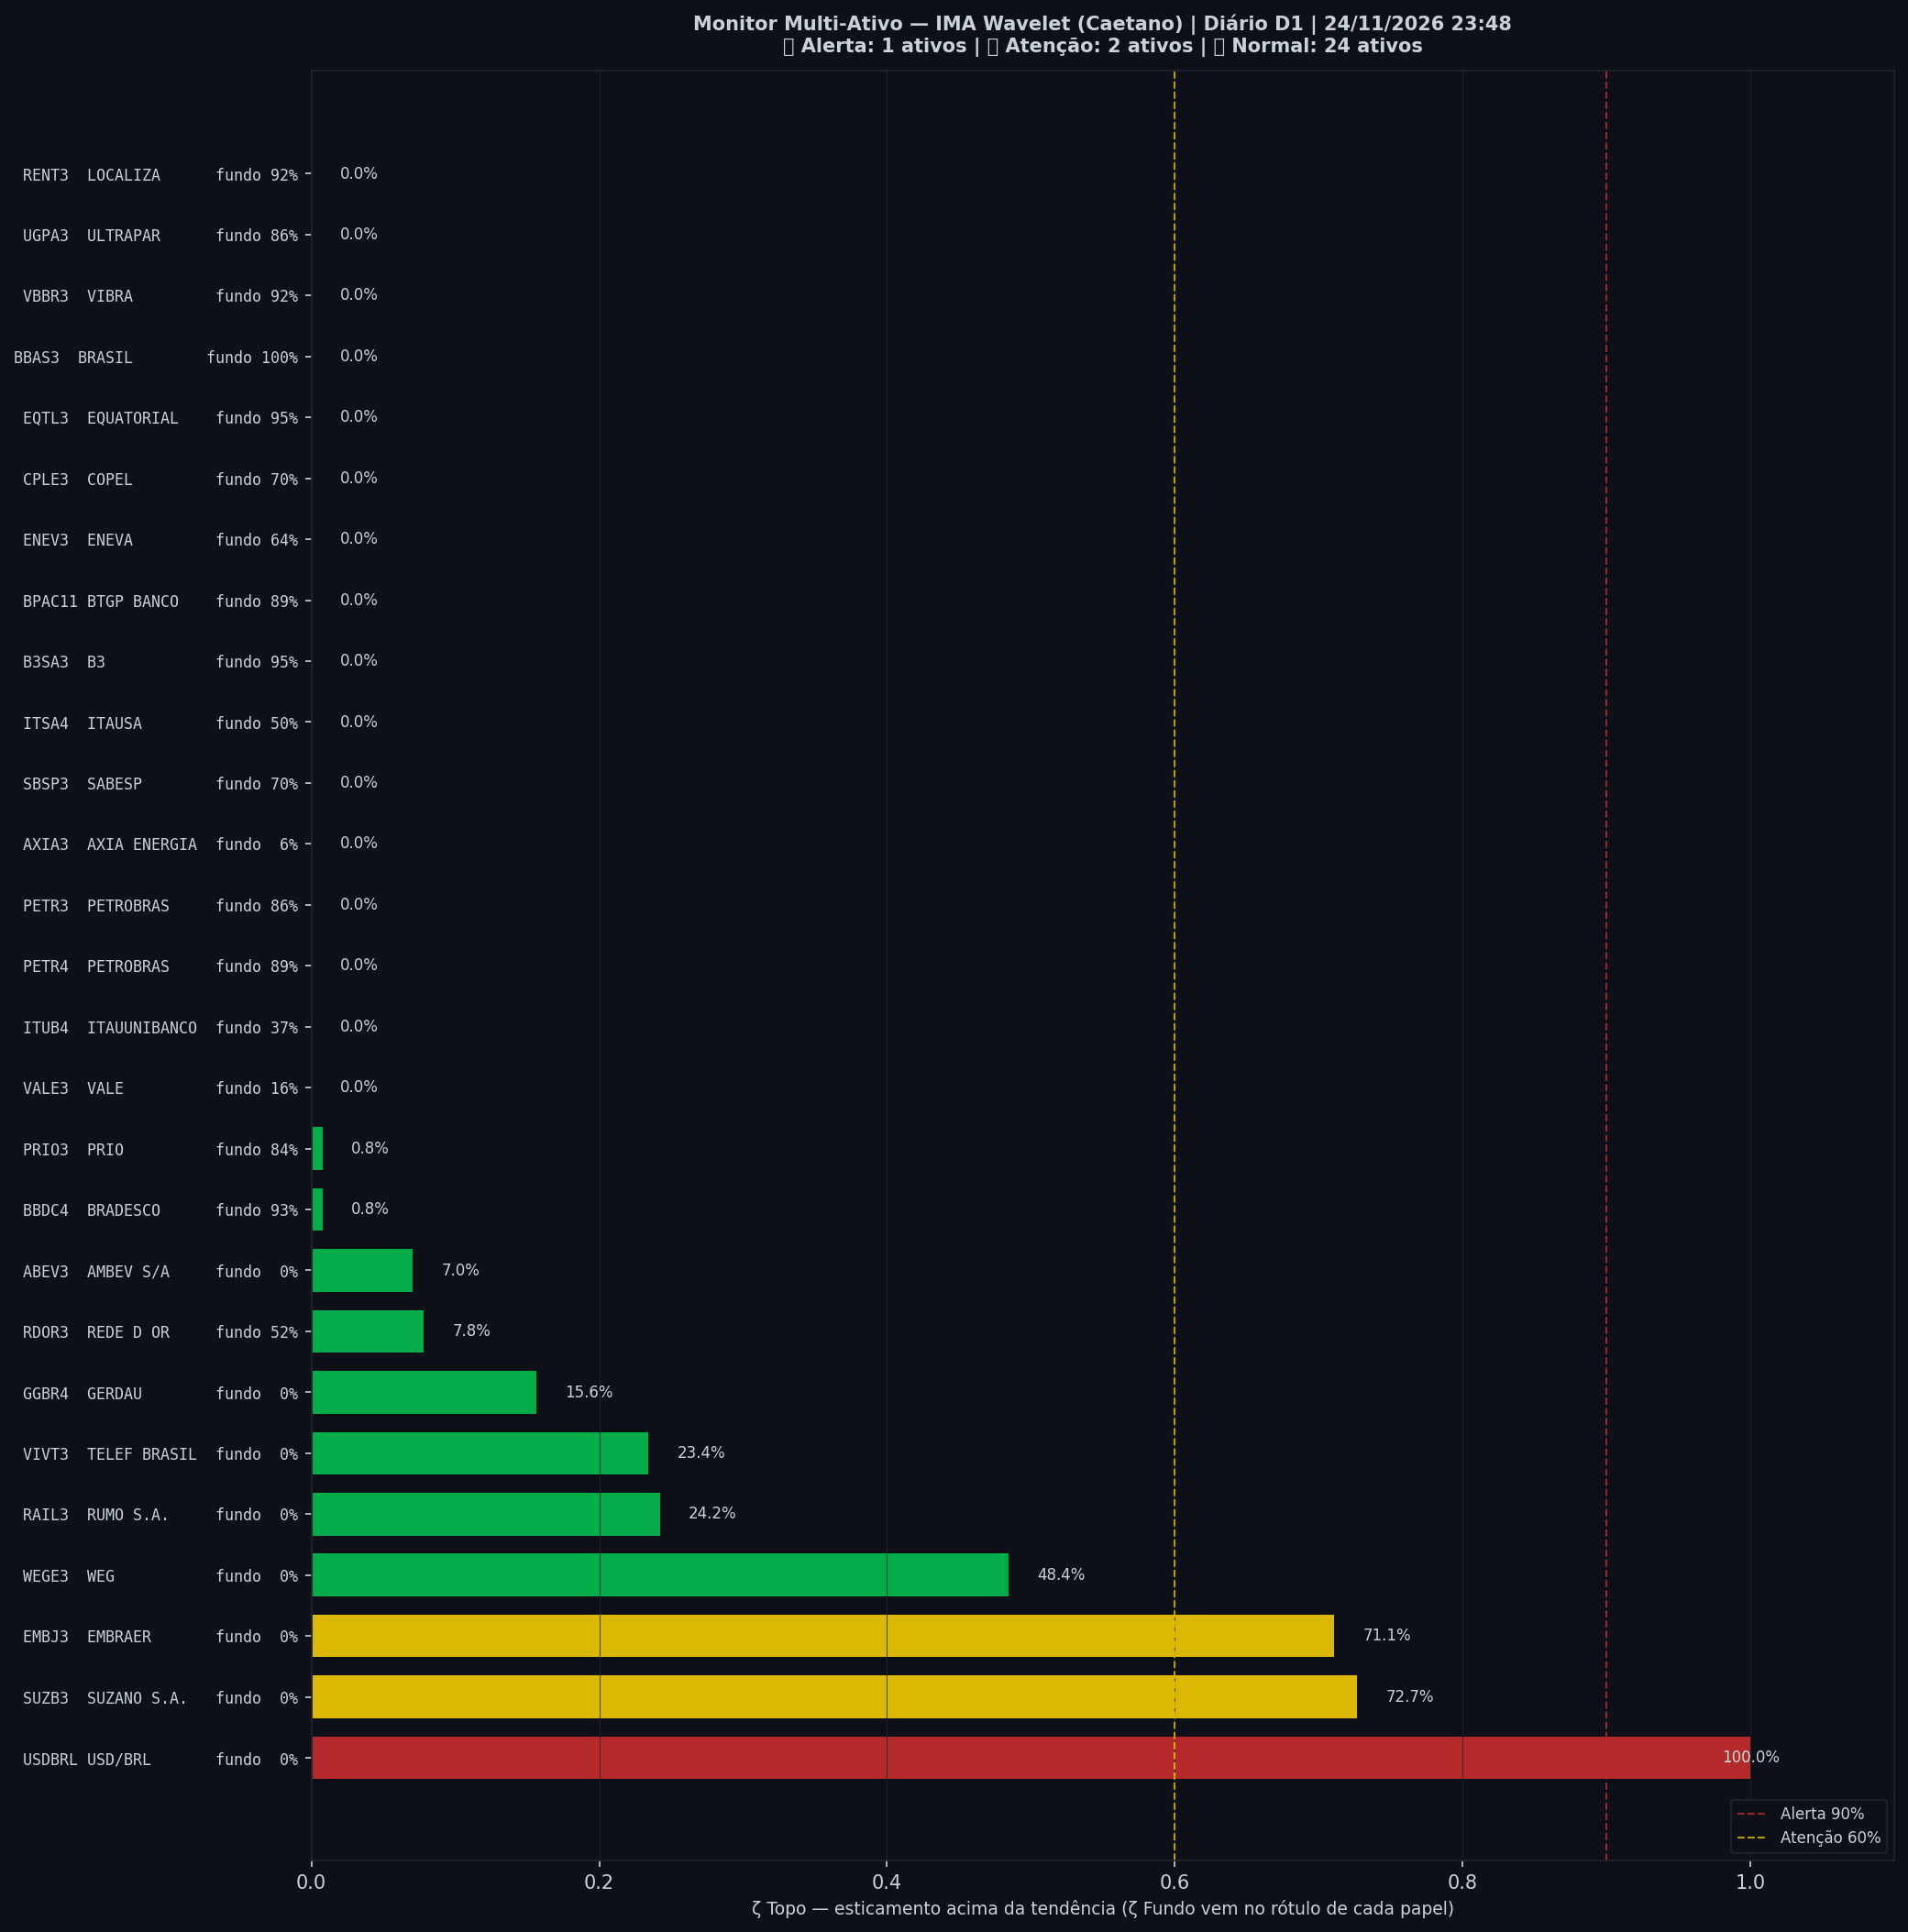 Monitor Multi-Ativo — IMA Wavelet (Caetano) | Diário D1 | 24/11/2026 23:48
Alerta: 1 ativos | Atenção: 2 ativos | Normal: 24 ativos
RENT3 LOCALIZA fundo 92% 0.0%
UGPA3 ULTRAPAR fundo 86% 0.0%
VBBR3 VIBRA fundo 92% 0.0%
BBAS3 BRASIL fundo 100% 0.0%
EQTL3 EQUATORIAL fundo 95% 0.0%
CPLE3 COPEL fundo 70% 0.0%
ENEV3 ENEVA fundo 64% 0.0%
BPAC11 BTGP BANCO fundo 89% 0.0%
B3SA3 B3 fundo 95% 0.0%
ITSA4 ITAUSA fundo 50% 0.0%
SBSP3 SABESP fundo 70% 0.0%
AXIA3 AXIA ENERGIA fundo 6% 0.0%
PETR3 PETROBRAS fundo 86% 0.0%
PETR4 PETROBRAS fundo 89% 0.0%
ITUB4 ITAUUNIBANCO fundo 37% 0.0%
VALE3 VALE fundo 16% 0.0%
PRIO3 PRIO fundo 84% 0.8%
BBDC4 BRADESCO fundo 93% 0.8%
ABEV3 AMBEV S/A fundo 0% 7.0%
RDOR3 REDE D OR fundo 52% 7.8%
GGBR4 GERDAU fundo 0% 15.6%
VIVT3 TELEF BRASIL fundo 0% 23.4%
RAIL3 RUMO S.A. fundo 0% 24.2%
WEGE3 WEG fundo 0% 48.4%
EMBJ3 EMBRAER fundo 0% 71.1%
SUZB3 SUZANO S.A. fundo 0% 72.7%
USDBRL USD/BRL fundo 0% 100.0%
Alerta 90%
Atenção 60%
0.0 0.2 0.4 0.6 0.8 1.0
ζ Topo — esticamento acima da tendência (ζ Fundo vem no rótulo de cada papel)